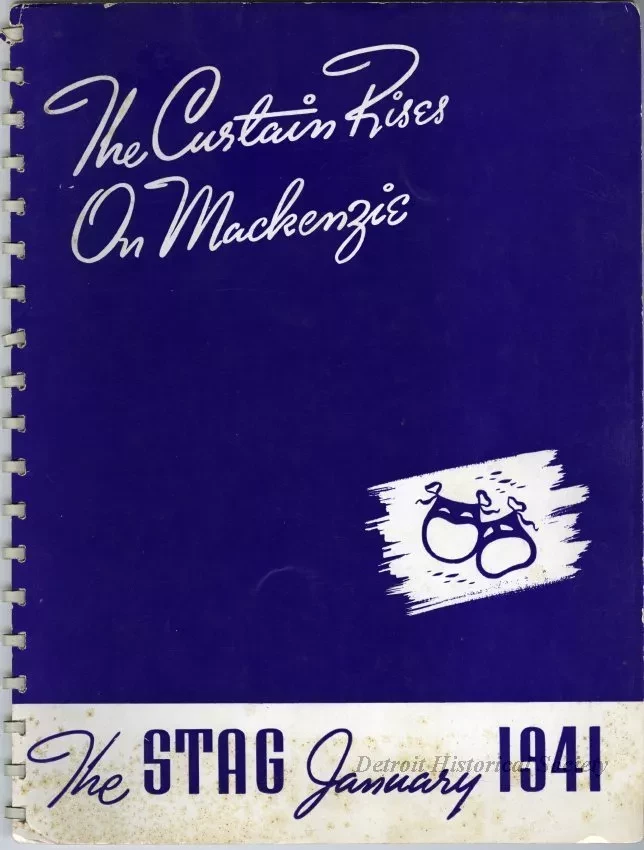 The Curtain Rises
On Mackenzie
The STAG January 1941
Detroit Historical Society